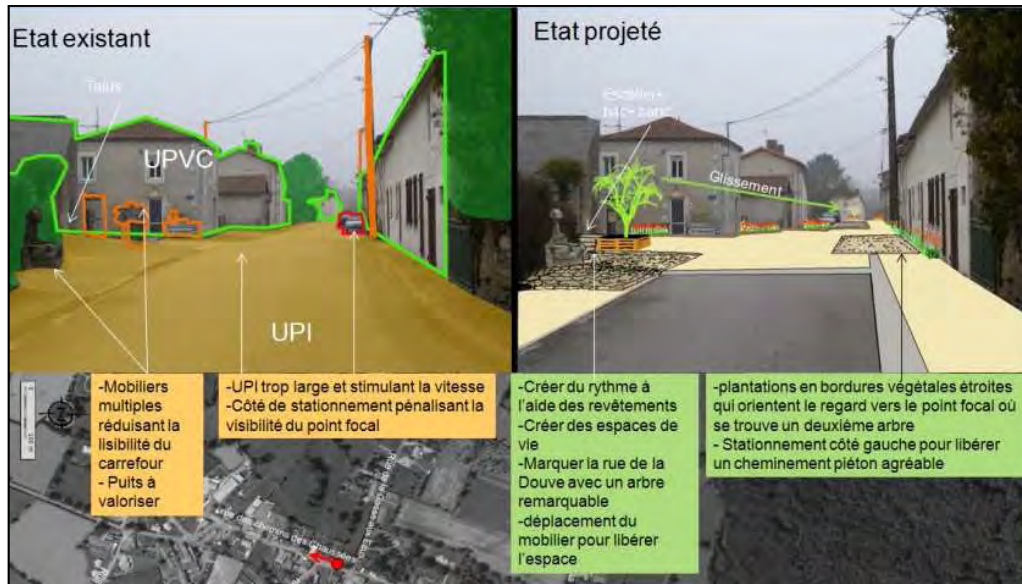 Etat existant
Talus
UPVC
UPI
-Mobiliers
multiples
réduisant la
lisibilité du
carrefour
- Puits à
valoriser
-UPI trop large et stimulant la vitesse
-Côté de stationnement pénalisant la
visibilité du point focal
Etat projeté
Glissement
-Créer du rythme à
l'aide des revêtements
-Créer des espaces de
vie
-Marquer la rue de la
Douve avec un arbre
remarquable
-déplacement du
mobilier pour libérer
l'espace
-plantations en bordures végétales étroites
qui orientent le regard vers le point focal où
se trouve un deuxième arbre
- Stationnement côté gauche pour libérer
un cheminement piéton agréable
des chemins des Chaussée